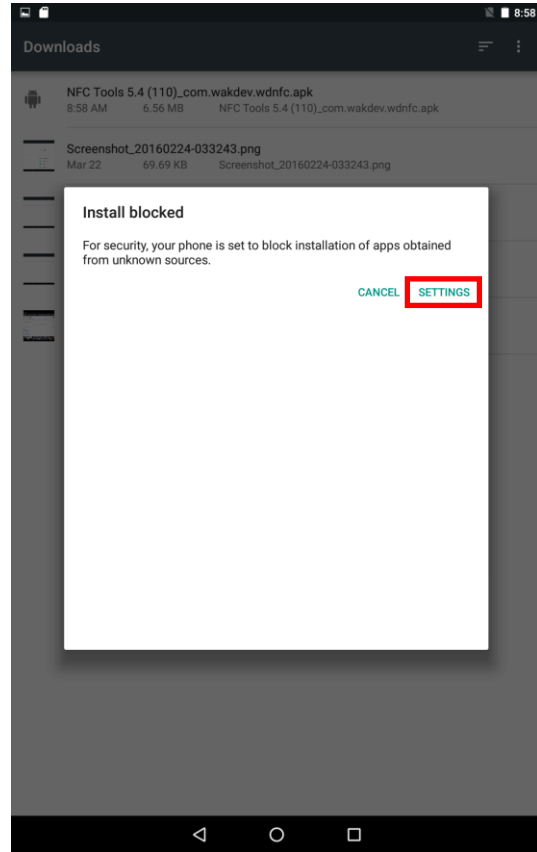 8:58
Downloads
NFC Tools 5.4 (110)_com.wakdev.wdnfc.apk
8:58 AM 6.56 MB NFC Tools 5.4 (110)_com.wakdev.wdnfc.apk
Screenshot_20160224-033243.png
Mar 22 69.69 KB Screenshot_20160224-033243.png
Install blocked
For security, your phone is set to block installation of apps obtained
from unknown sources.
CANCEL SETTINGS